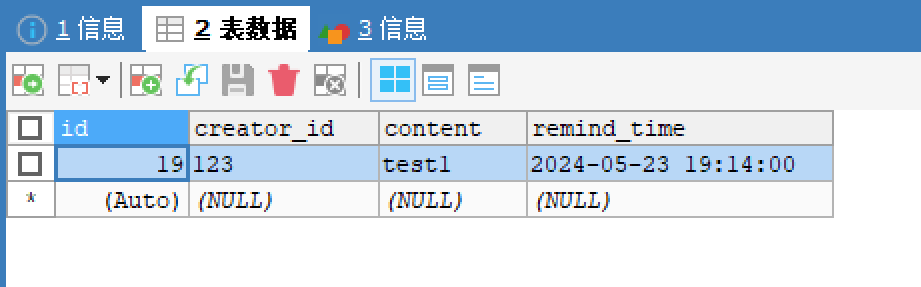 1 信息 2 表数据 3 信息
id creator_id content remind_time
19 123 test1 2024-05-23 19:14:00
* (Auto) (NULL) (NULL) (NULL)